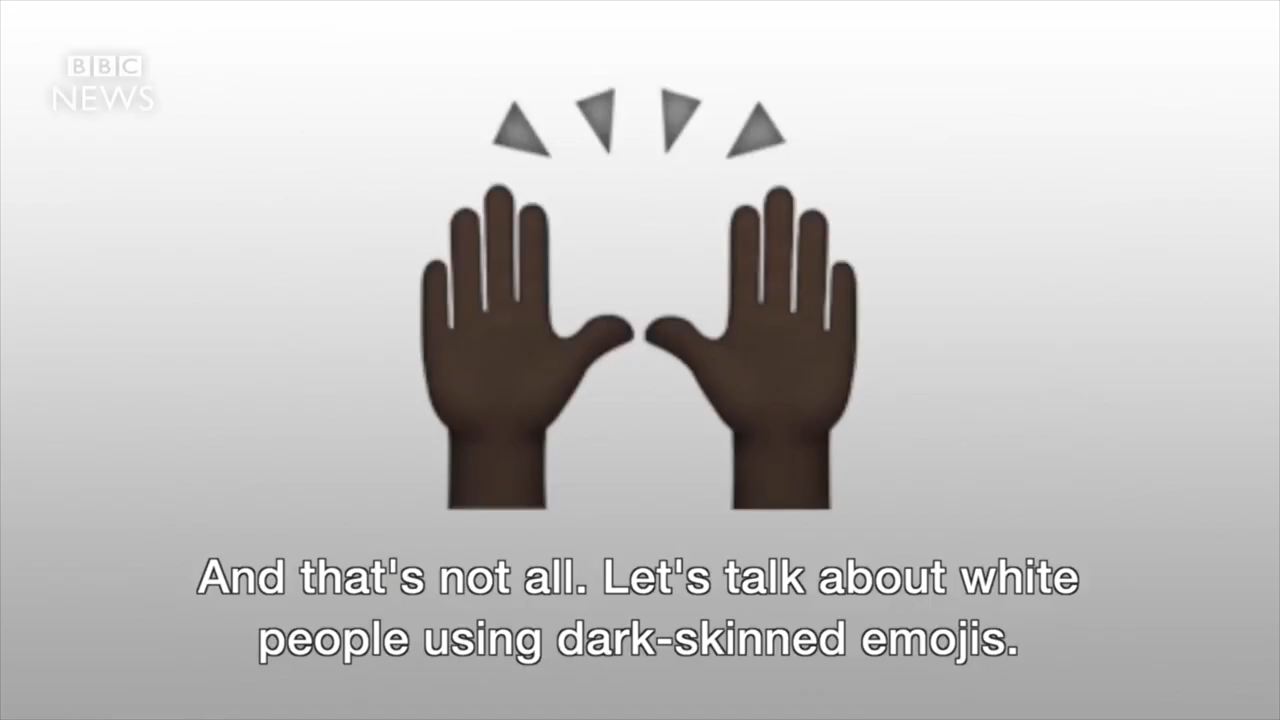 BBC
NEWS
And that's not all. Let's talk about white
people using dark-skinned emojis.